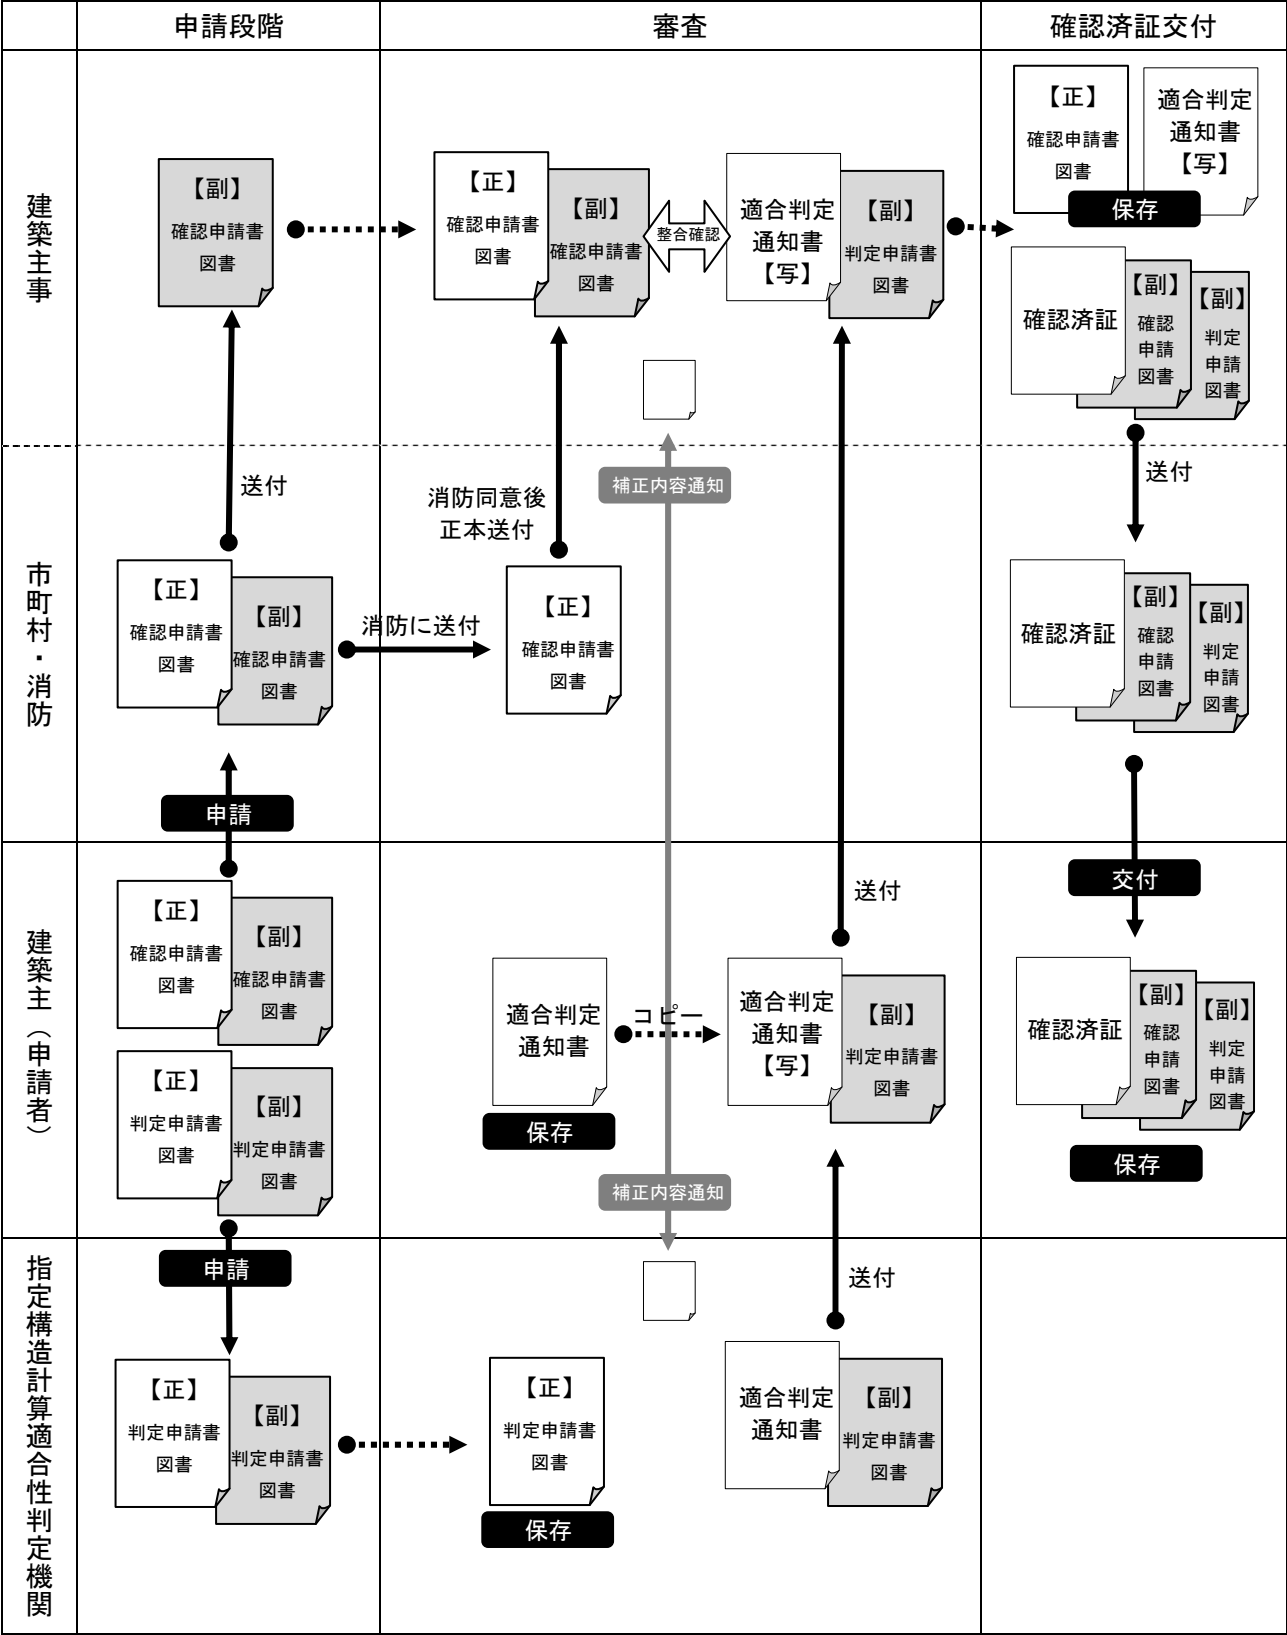 申請段階
審査
確認済証交付
建築主事
【副】
確認申請書
図書
【正】
確認申請書
図書
【副】
確認申請書
図書
整合確認
適合判定
通知書
【写】
【副】
判定申請書
図書
【正】
確認申請書
図書
適合判定
通知書
【写】
保存
確認済証
【副】
確認
申請
図書
【副】
判定
申請
図書
市町村・消防
送付
【正】
確認申請書
図書
【副】
確認申請書
図書
消防に送付
消防同意後
正本送付
【正】
確認申請書
図書
補正内容通知
送付
確認済証
【副】
確認
申請
図書
【副】
判定
申請
図書
申請
建築主（申請者）
【正】
確認申請書
図書
【副】
確認申請書
図書
【正】
判定申請書
図書
【副】
判定申請書
図書
適合判定
通知書
保存
コピー
適合判定
通知書
【写】
【副】
判定申請書
図書
送付
補正内容通知
交付
確認済証
【副】
確認
申請
図書
【副】
判定
申請
図書
保存
指定構造計算適合性判定機関
申請
【正】
判定申請書
図書
【副】
判定申請書
図書
【正】
判定申請書
図書
保存
送付
適合判定
通知書
【副】
判定申請書
図書